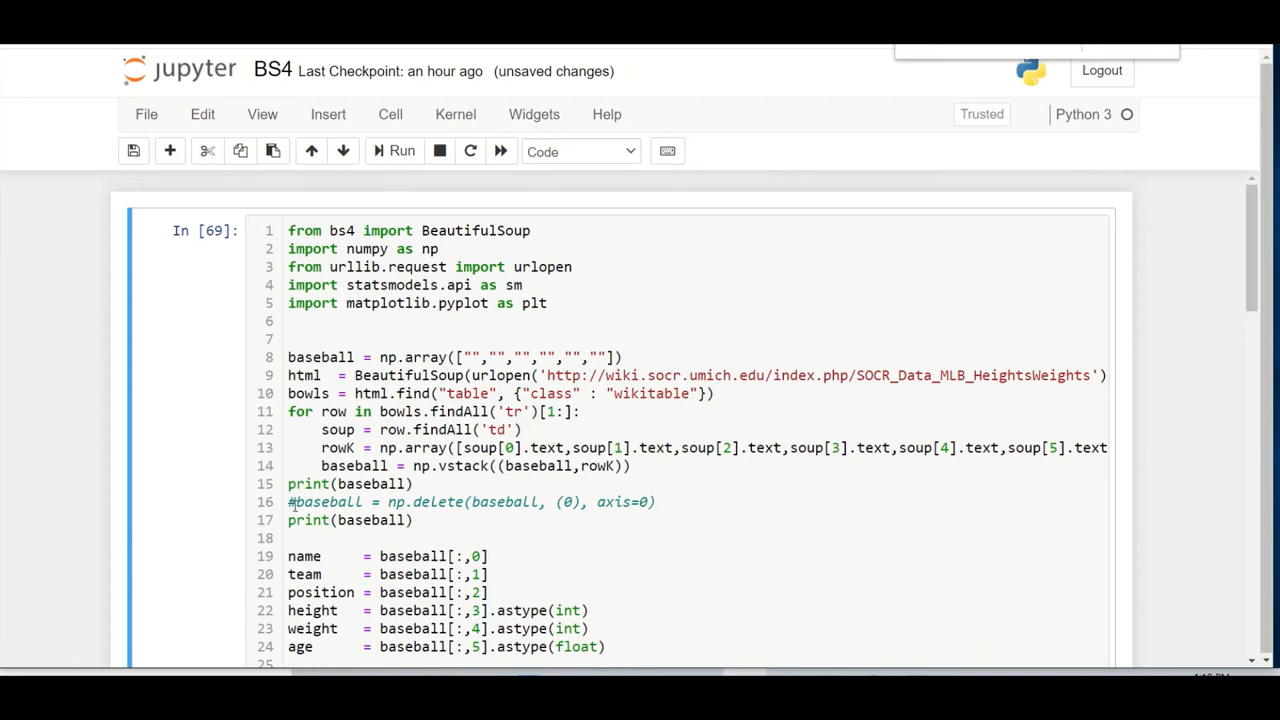 jupyter BS4 Last Checkpoint: an hour ago (unsaved changes) Logout
File Edit View Insert Cell Kernel Widgets Help Trusted Python 3
Run Code
In [69]:
1 from bs4 import BeautifulSoup
2 import numpy as np
3 from urllib.request import urlopen
4 import statsmodels.api as sm
5 import matplotlib.pyplot as plt
6
7
8 baseball = np.array(["","","","","",""])
9 html  = BeautifulSoup(urlopen('http://wiki.socr.umich.edu/index.php/SOCR_Data_MLB_HeightsWeights')
10 bowls = html.find("table", {"class" : "wikitable"})
11 for row in bowls.findAll('tr')[1:]:
12     soup = row.findAll('td')
13     rowK = np.array([soup[0].text,soup[1].text,soup[2].text,soup[3].text,soup[4].text,soup[5].text
14     baseball = np.vstack((baseball,rowK))
15 print(baseball)
16 #baseball = np.delete(baseball, (0), axis=0)
17 print(baseball)
18
19 name     = baseball[:,0]
20 team     = baseball[:,1]
21 position = baseball[:,2]
22 height   = baseball[:,3].astype(int)
23 weight   = baseball[:,4].astype(int)
24 age      = baseball[:,5].astype(float)
25